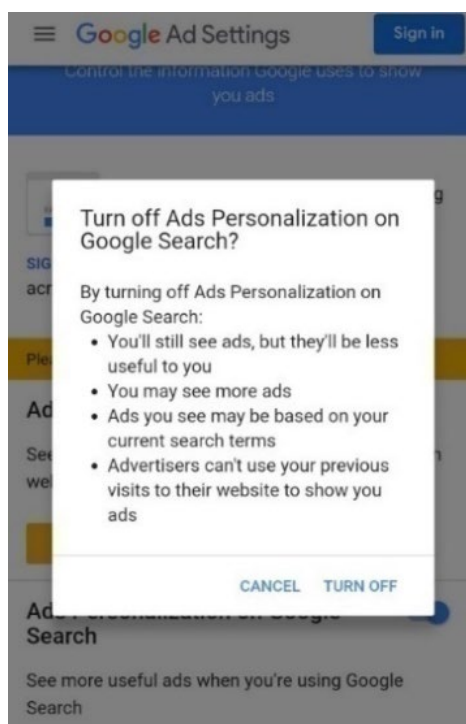 Google Ad Settings
Sign in
Control the information Google uses to show
you ads
Turn off Ads Personalization on
Google Search?
By turning off Ads Personalization on
Google Search:
• You'll still see ads, but they'll be less
useful to you
• You may see more ads
• Ads you see may be based on your
current search terms
• Advertisers can't use your previous
visits to their website to show you
ads
CANCEL TURN OFF
Ads Personalization on Google
Search
See more useful ads when you're using Google
Search